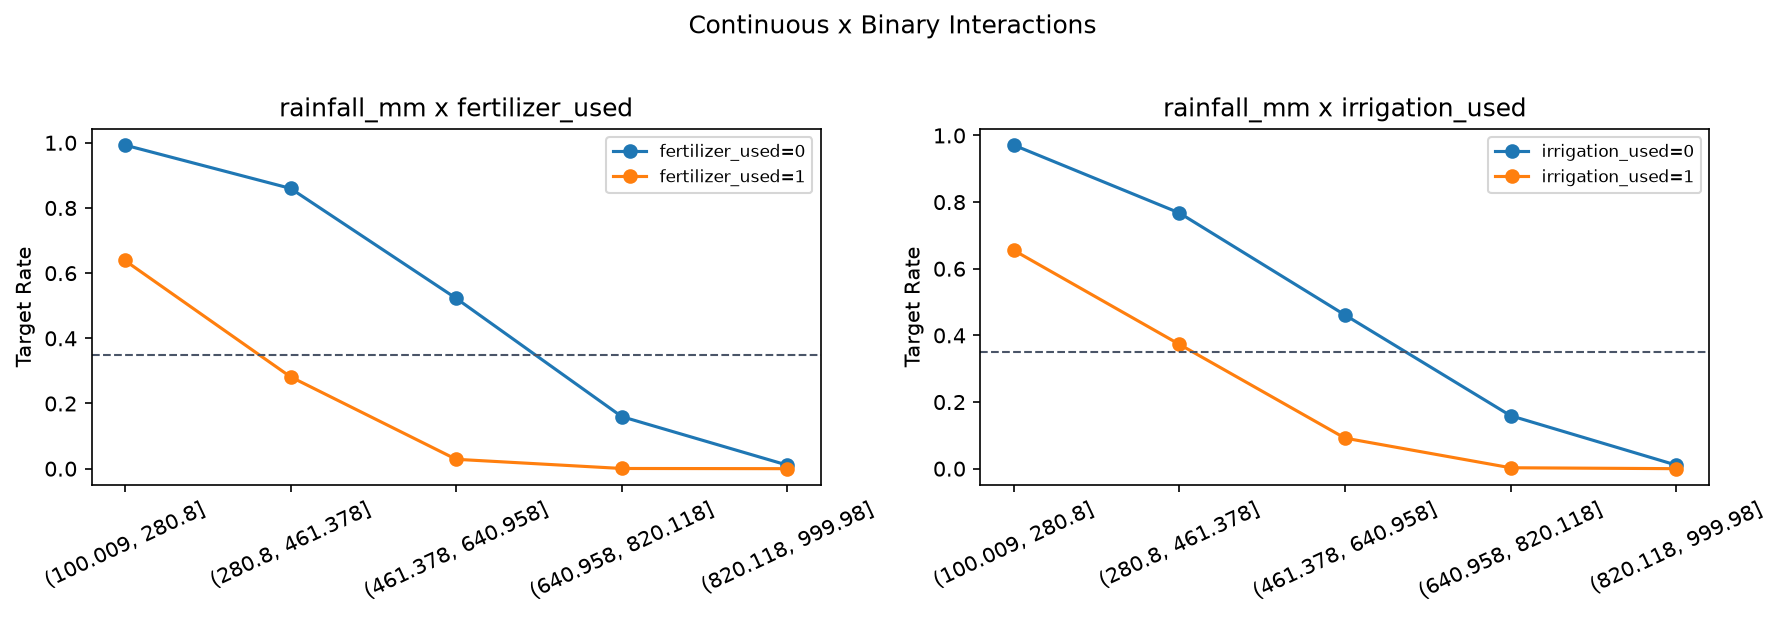 Continuous x Binary Interactions
rainfall_mm x fertilizer_used
Target Rate
1.0
0.8
0.6
0.4
0.2
0.0
fertilizer_used=0
fertilizer_used=1
(100.009, 280.8]
(280.8, 461.378]
(461.378, 640.958]
(640.958, 820.118]
(820.118, 999.98]
rainfall_mm x irrigation_used
Target Rate
1.0
0.8
0.6
0.4
0.2
0.0
irrigation_used=0
irrigation_used=1
(100.009, 280.8]
(280.8, 461.378]
(461.378, 640.958]
(640.958, 820.118]
(820.118, 999.98]